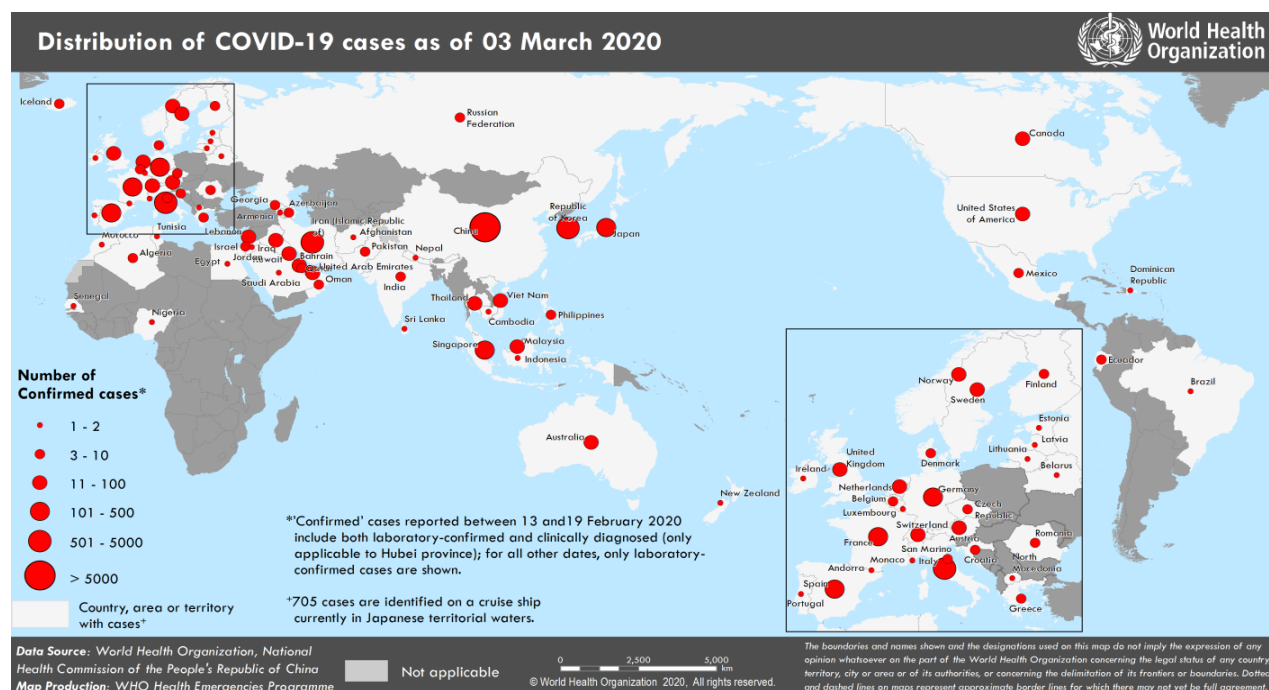 Distribution of COVID-19 cases as of 03 March 2020
World Health
Organization
Iceland
Russian
Federation
Canada
United States
of America
Mexico
Dominican
Republic
Ecuador
Brazil
Georgia
Azerbaijan
Armenia
Iran (Islamic Republic
of)
Afghanistan
Pakistan
Nepal
China
Republic
of Korea
Japan
Morocco
Tunisia
Algeria
Lebanon
Israel
Iraq
Jordan
Kuwait
Egypt
Bahrain
United Arab Emirates
Saudi Arabia
Oman
India
Senegal
Nigeria
Sri Lanka
Thailand
Viet Nam
Cambodia
Philippines
Singapore
Malaysia
Indonesia
Australia
New Zealand
Number of
Confirmed cases*
1 - 2
3 - 10
11 - 100
101 - 500
501 - 5000
> 5000
Country, area or territory
with cases⁺
*'Confirmed' cases reported between 13 and19 February 2020
include both laboratory-confirmed and clinically diagnosed (only
applicable to Hubei province); for all other dates, only laboratory-
confirmed cases are shown.
⁺705 cases are identified on a cruise ship
currently in Japanese territorial waters.
Norway
Sweden
Finland
Estonia
Latvia
Lithuania
Belarus
United
Kingdom
Ireland
Denmark
Netherlands
Belgium
Luxembourg
Germany
Czech
Republic
Switzerland
Austria
France
San Marino
Monaco
Italy
Croatia
Romania
North
Macedonia
Andorra
Spain
Portugal
Greece
Data Source: World Health Organization, National
Health Commission of the People's Republic of China
Map Production: WHO Health Emergencies Programme
Not applicable
0 2,500 5,000
km
© World Health Organization 2020, All rights reserved.
The boundaries and names shown and the designations used on this map do not imply the expression of any
opinion whatsoever on the part of the World Health Organization concerning the legal status of any country,
territory, city or area or of its authorities, or concerning the delimitation of its frontiers or boundaries. Dotted
and dashed lines on maps represent approximate border lines for which there may not yet be full agreement.